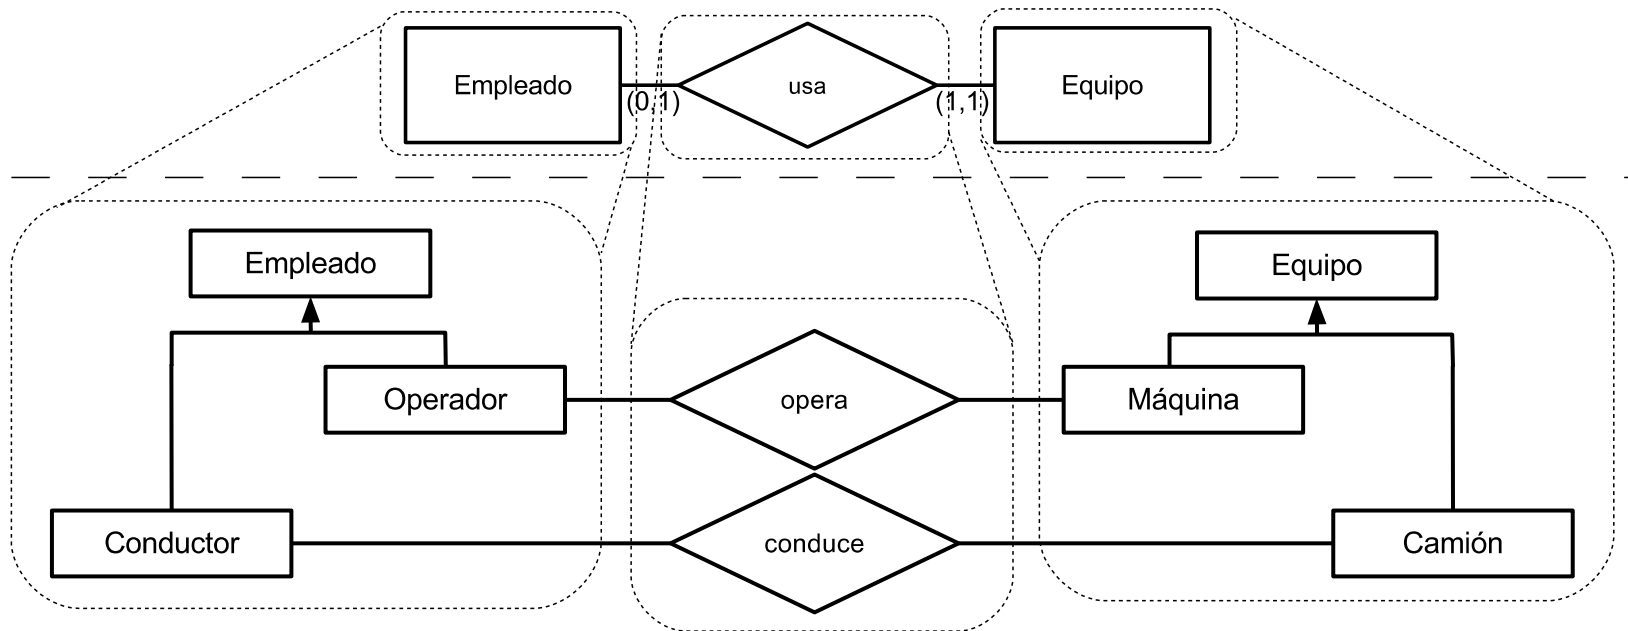 Empleado
usa
Equipo
(0,1)
(1,1)
Empleado
Equipo
Operador
opera
Máquina
Conductor
conduce
Camión